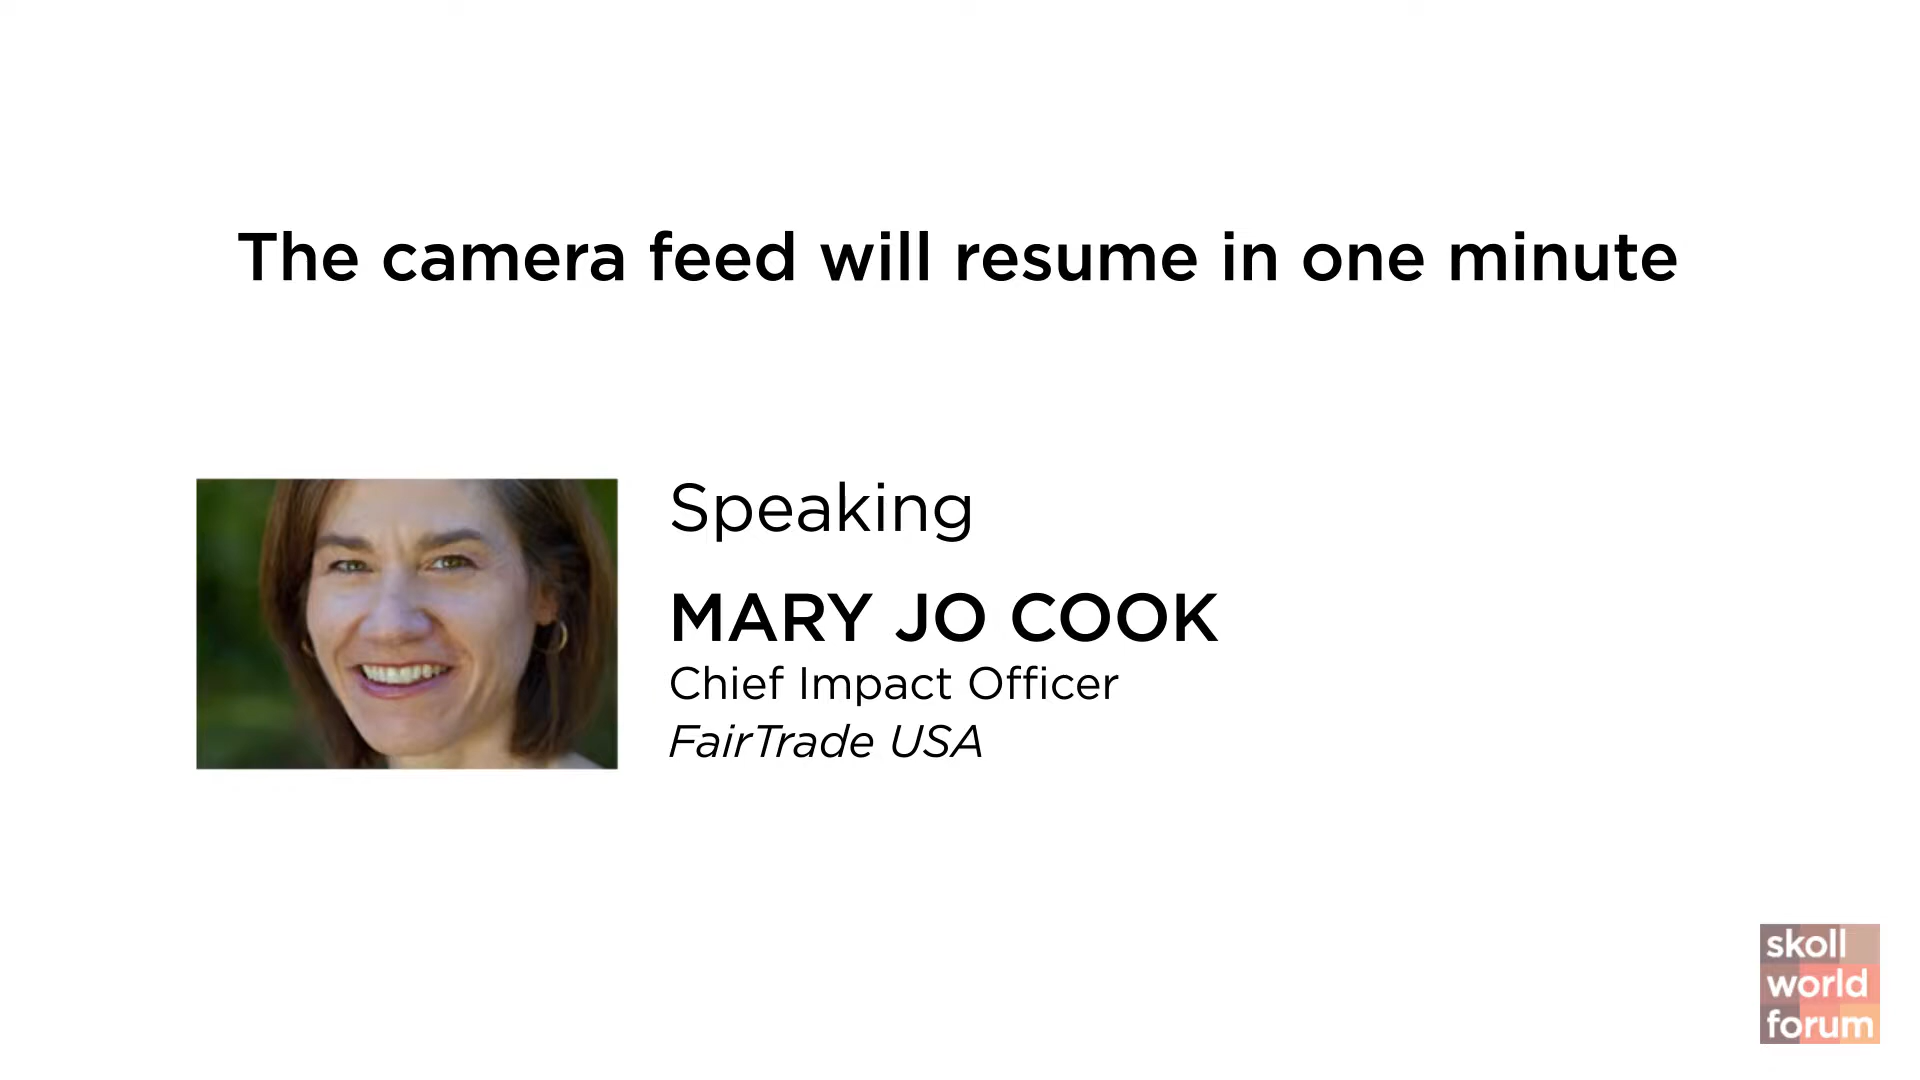 The camera feed will resume in one minute
Speaking
MARY JO COOK
Chief Impact Officer
FairTrade USA
skoll
world
forum